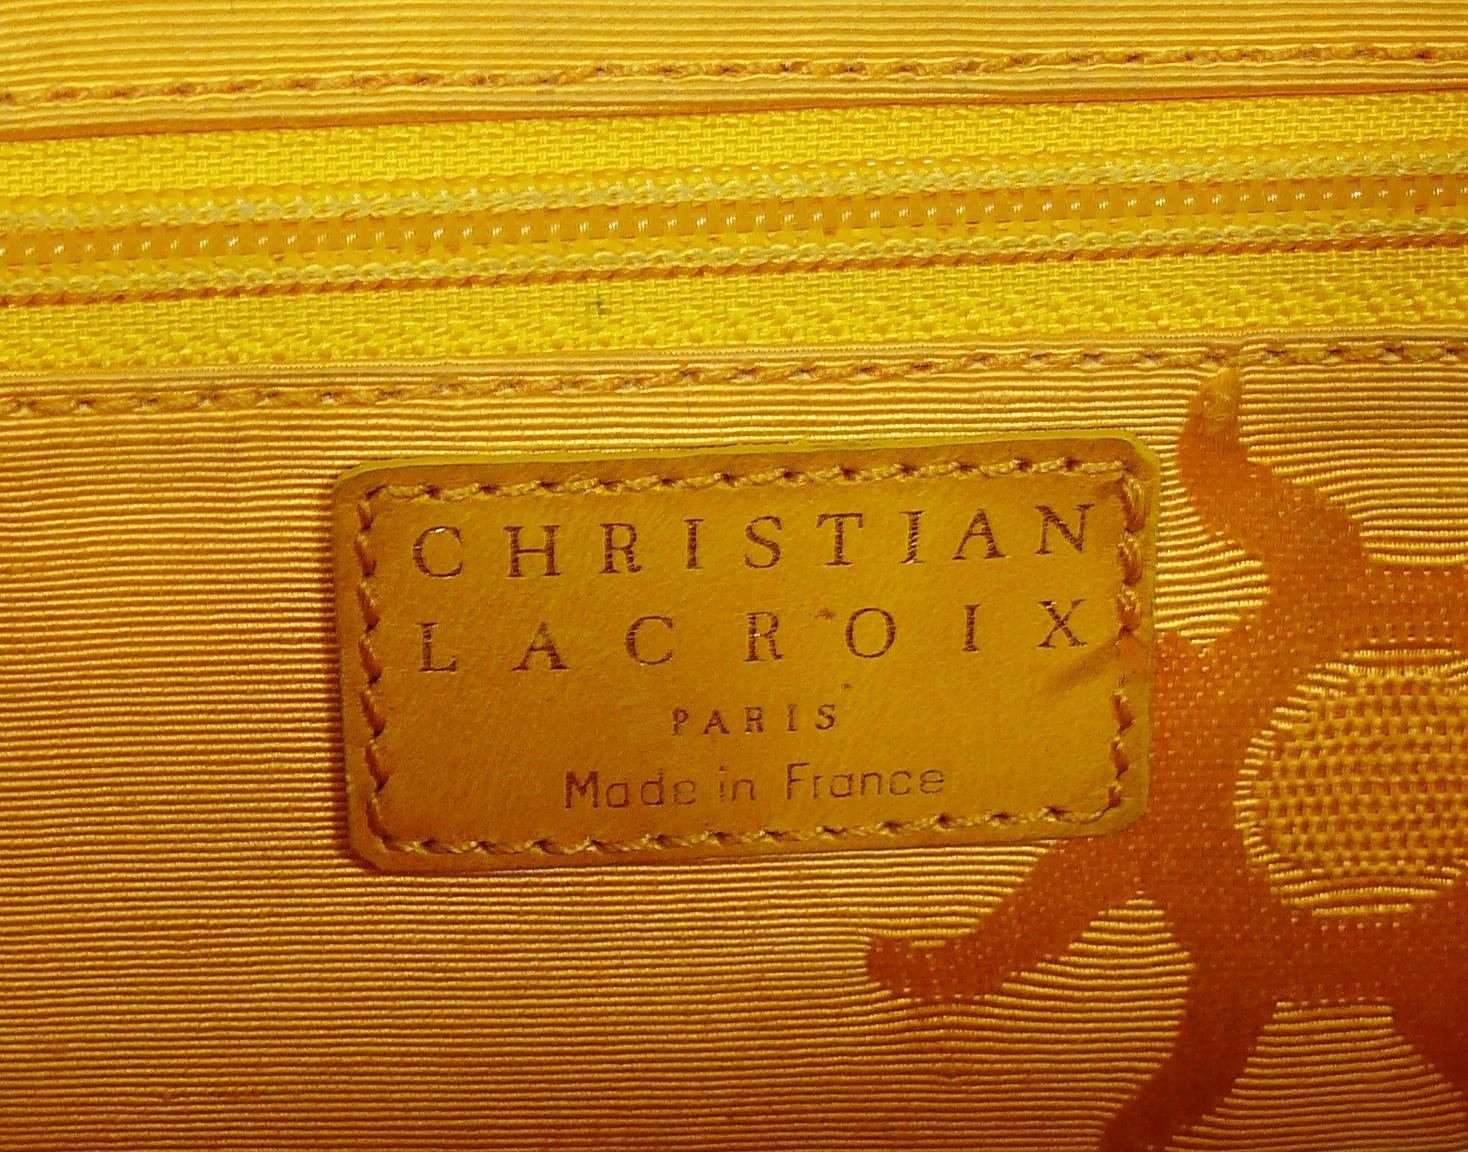 CHRISTIAN
LACROIX
PARIS
Made in France